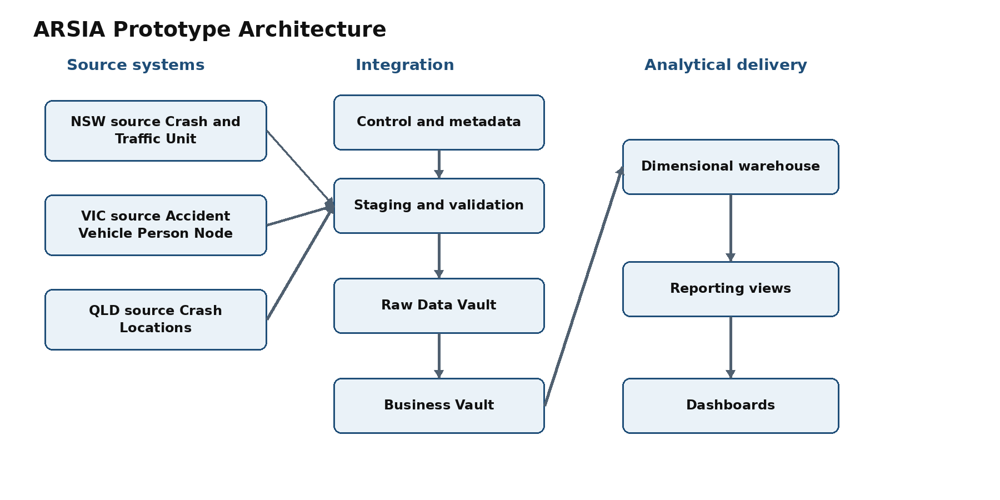 ARSIA Prototype Architecture
Source systems
NSW source Crash and
Traffic Unit
VIC source Accident
Vehicle Person Node
QLD source Crash
Locations
Integration
Control and metadata
Staging and validation
Raw Data Vault
Business Vault
Analytical delivery
Dimensional warehouse
Reporting views
Dashboards